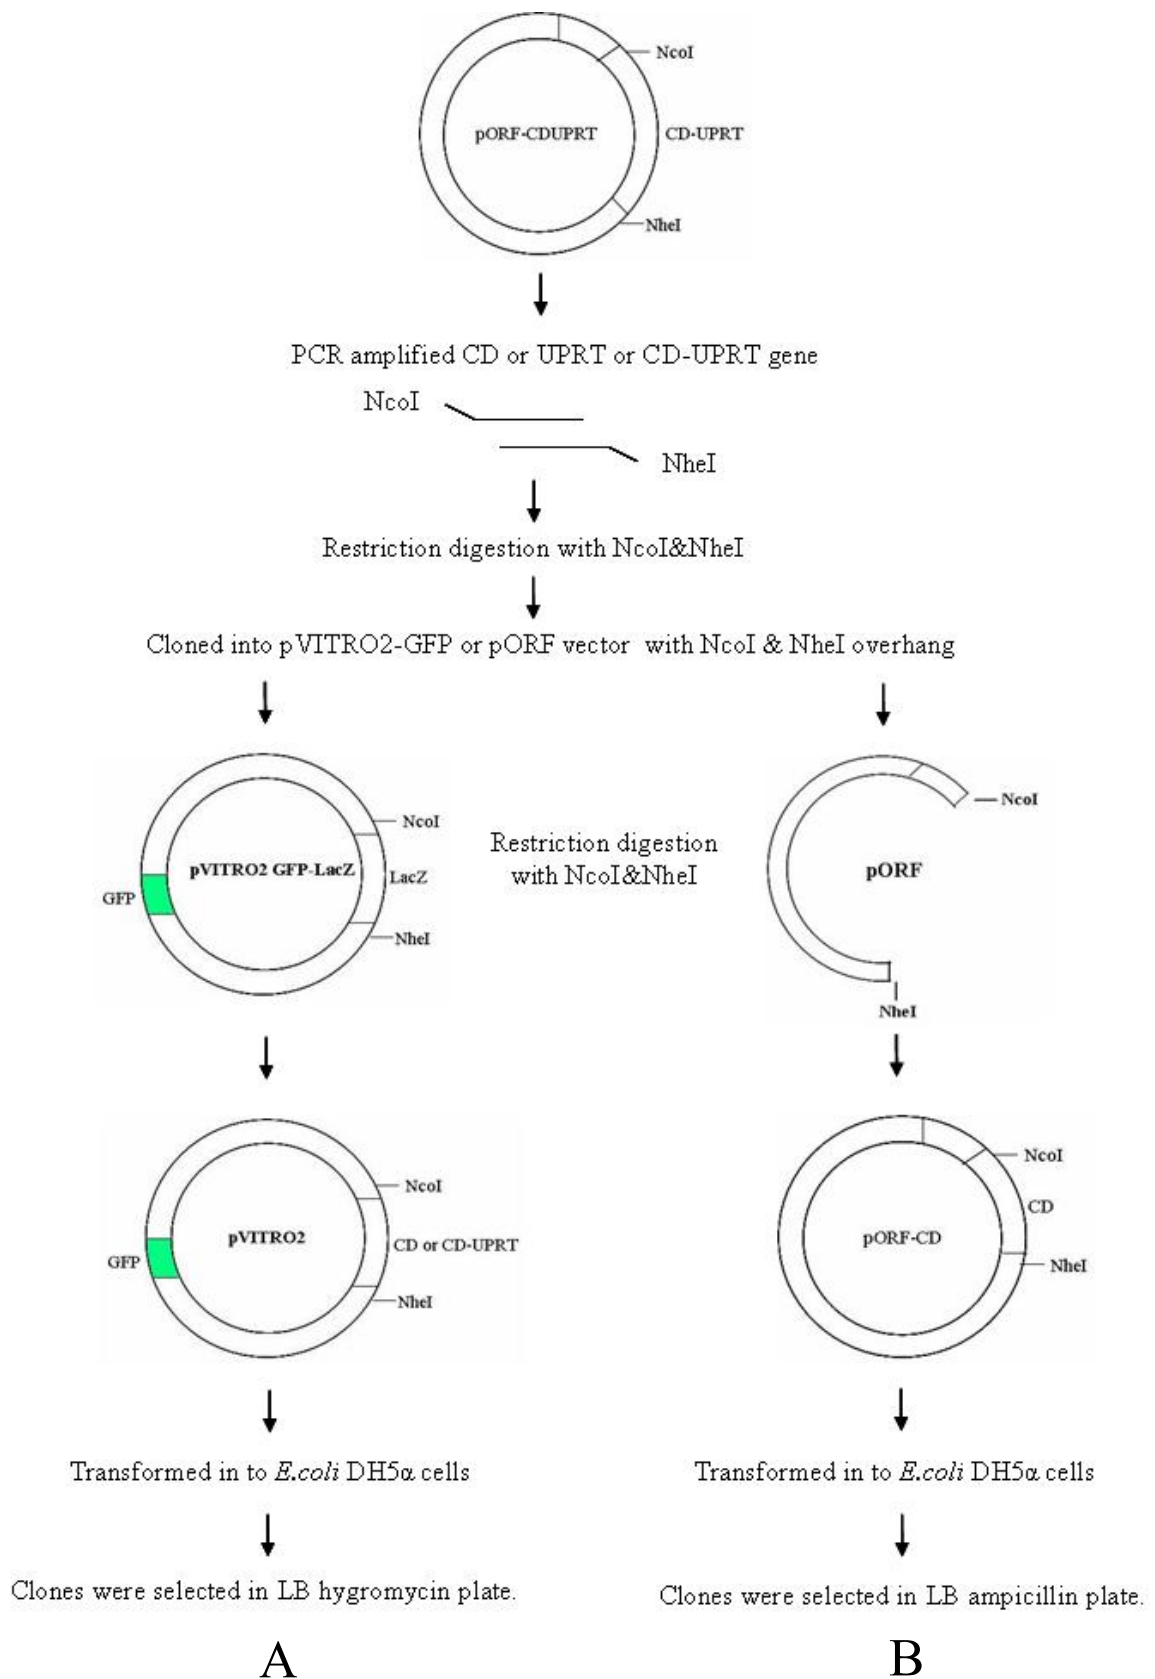 NcoI
pORF-CDUPRT
CD-UPRT
NheI
PCR amplified CD or UPRT or CD-UPRT gene
NcoI
NheI
Restriction digestion with NcoI&NheI
Cloned into pVITRO2-GFP or pORF vector with NcoI & NheI overhang
NcoI
pVITRO2 GFP-LacZ
LacZ
GFP
NheI
Restriction digestion
with NcoI&NheI
NcoI
pORF
NheI
NcoI
pVITRO2
CD or CD-UPRT
GFP
NheI
NcoI
CD
pORF-CD
NheI
Transformed in to E.coli DH5α cells
Transformed in to E.coli DH5α cells
Clones were selected in LB hygromycin plate.
Clones were selected in LB ampicillin plate.
A
B